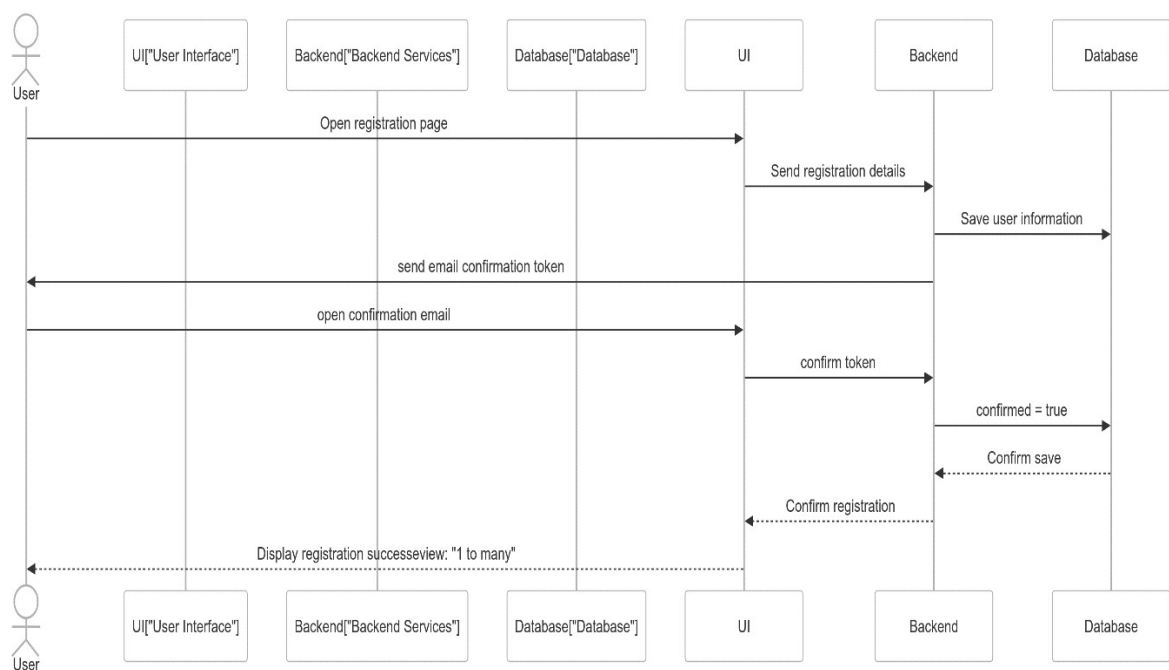 UI["User Interface"]
Backend["Backend Services"]
Database["Database"]
UI
Backend
Database
User
Open registration page
Send registration details
Save user information
send email confirmation token
open confirmation email
confirm token
confirmed = true
Confirm save
Confirm registration
Display registration successeview: "1 to many"
UI["User Interface"]
Backend["Backend Services"]
Database["Database"]
UI
Backend
Database
User